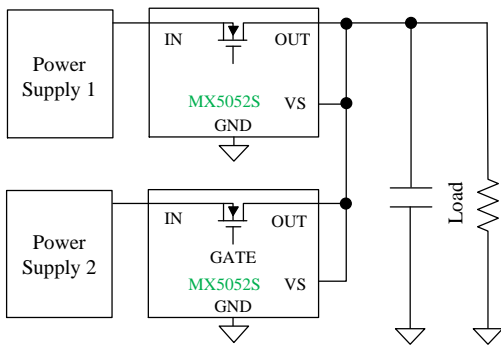 Power
Supply 1
IN
OUT
MX5052S
VS
GND
Power
Supply 2
IN
OUT
GATE
MX5052S
VS
GND
Load